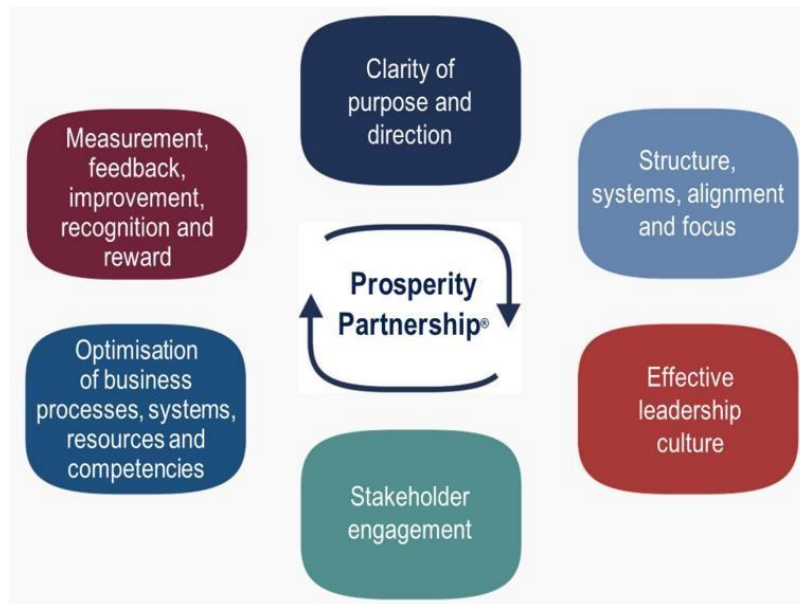 Clarity of
purpose and
direction
Structure,
systems, alignment
and focus
Effective
leadership
culture
Stakeholder
engagement
Optimisation
of business
processes, systems,
resources and
competencies
Measurement,
feedback,
improvement,
recognition and
reward
Prosperity
Partnership®